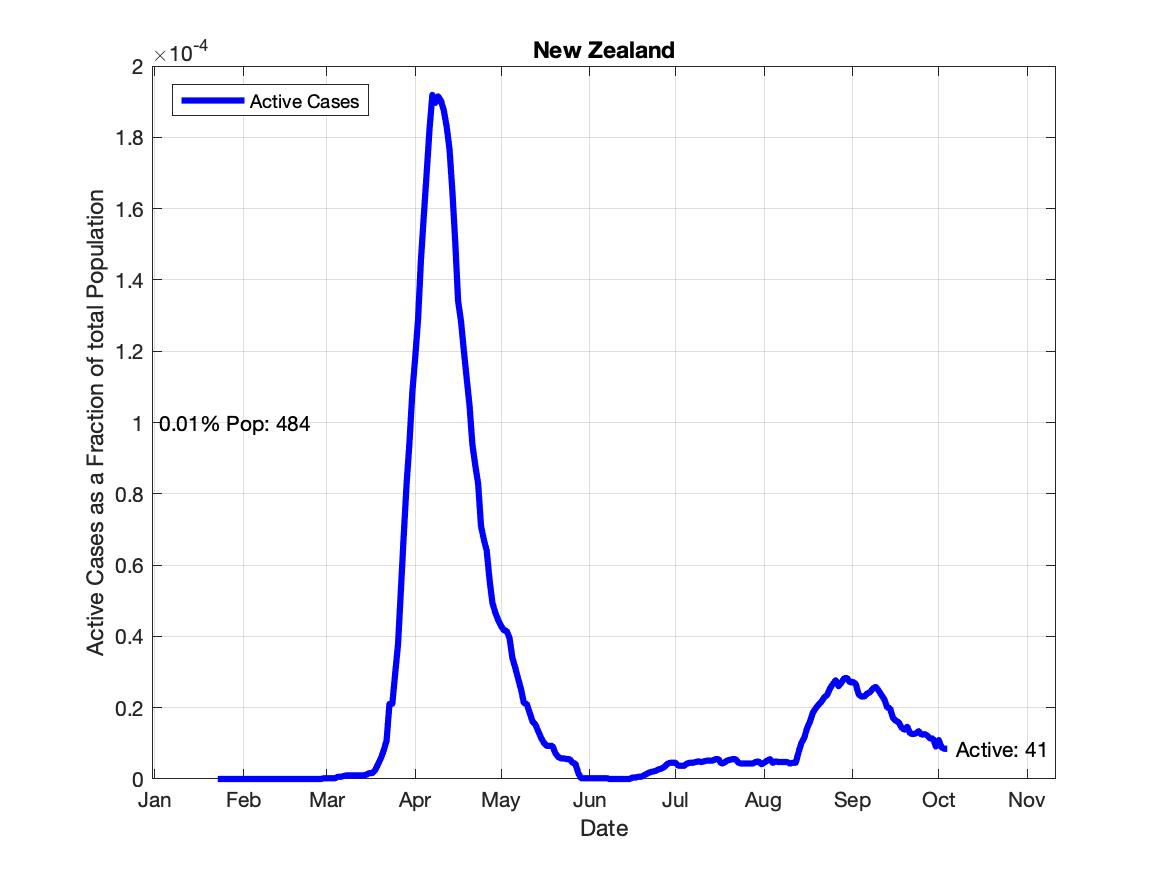 New Zealand
×10⁻⁴
2
1.8
1.6
1.4
1.2
1
0.8
0.6
0.4
0.2
0
Active Cases as a Fraction of total Population
Active Cases
0.01% Pop: 484
Active: 41
Jan Feb Mar Apr May Jun Jul Aug Sep Oct Nov
Date